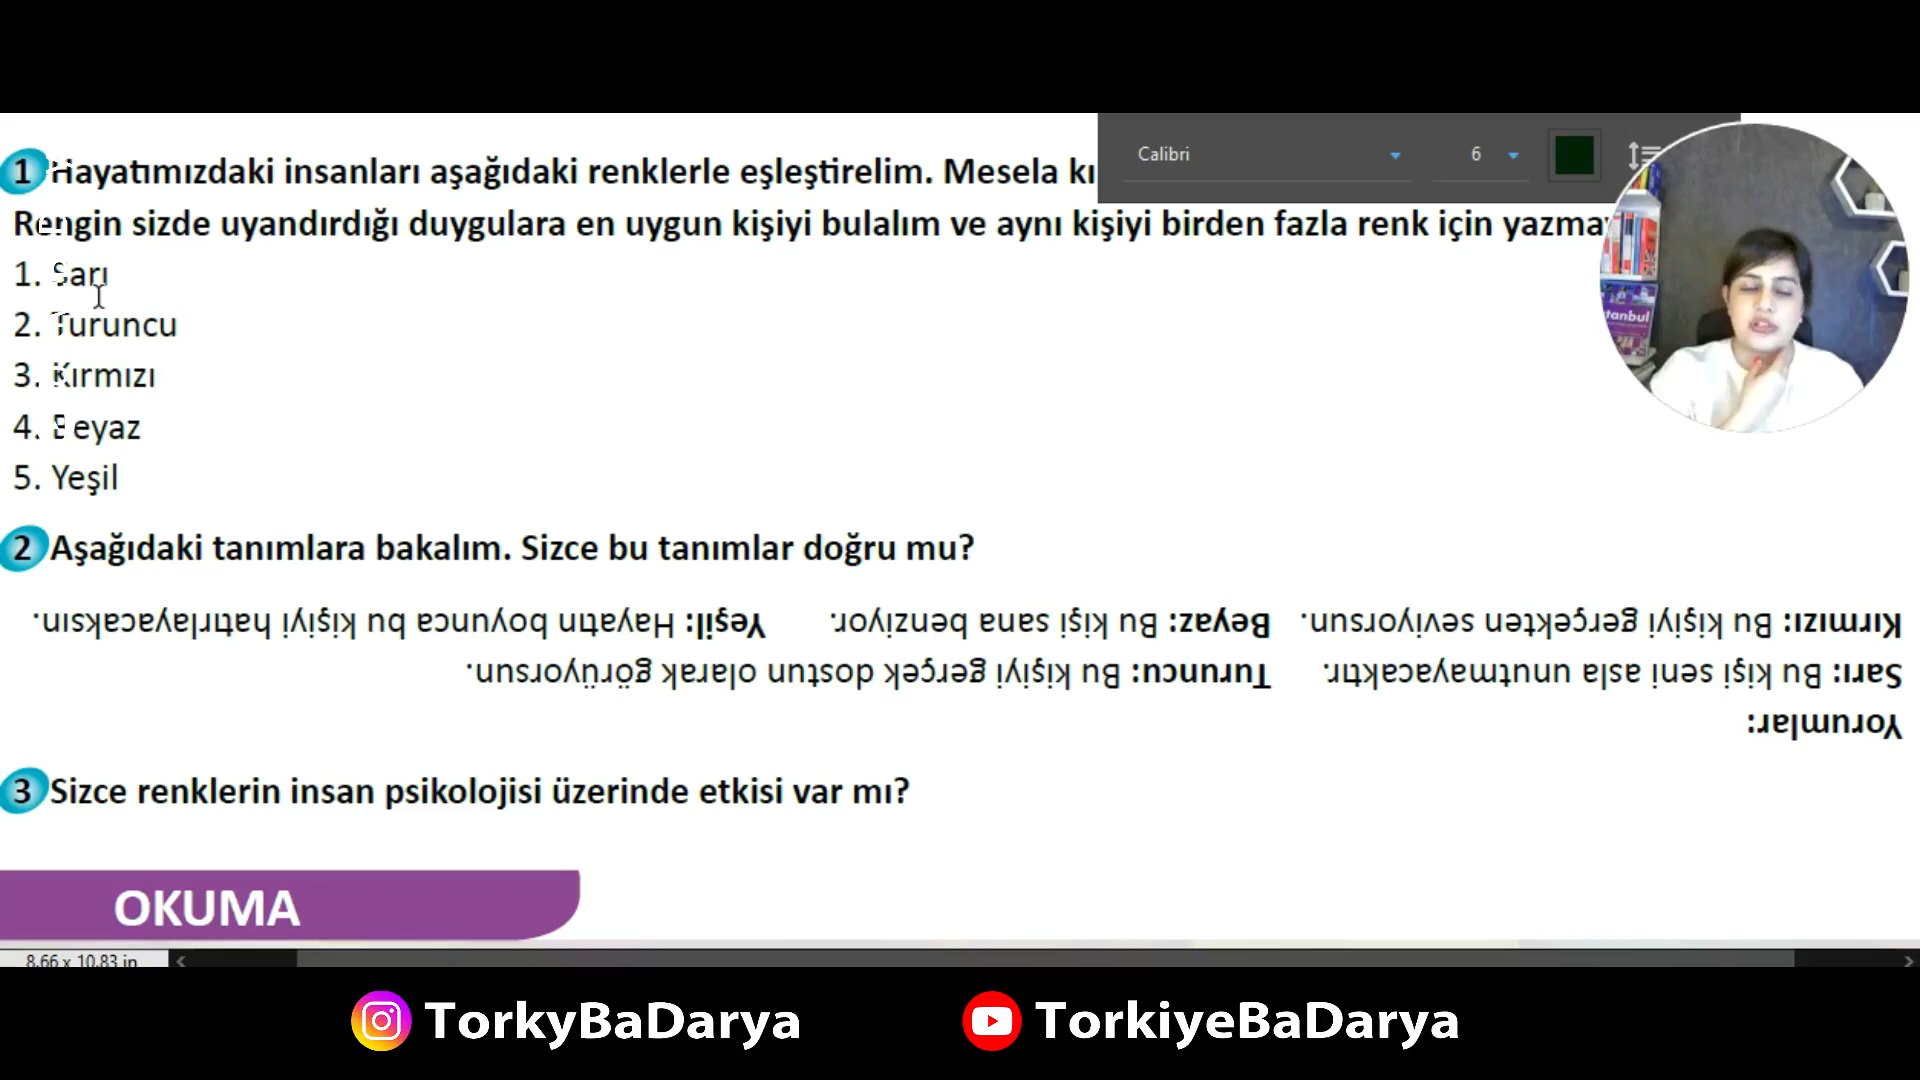 Calibri 6
1 Hayatımızdaki insanları aşağıdaki renklerle eşleştirelim. Mesela
Rengin sizde uyandırdığı duygulara en uygun kişiyi bulalım ve aynı kişiyi birden fazla renk için
1. Sarı
2. Turuncu
3. Kırmızı
4. Beyaz
5. Yeşil
2 Aşağıdaki tanımlara bakalım. Sizce bu tanımlar doğru mu?
Yorumlar:
Sarı: Bu kişi seni asla unutmayacaktır. Turuncu: Bu kişiyi gerçek dostun olarak görüyorsun.
Kırmızı: Bu kişiyi gerçekten seviyorsun. Beyaz: Bu kişi sana benziyor. Yeşil: Hayatın boyunca bu kişiyi hatırlayacaksın.
3 Sizce renklerin insan psikolojisi üzerinde etkisi var mı?
OKUMA
8,66 x 10,83 in
TorkyBaDarya TorkiyeBaDarya